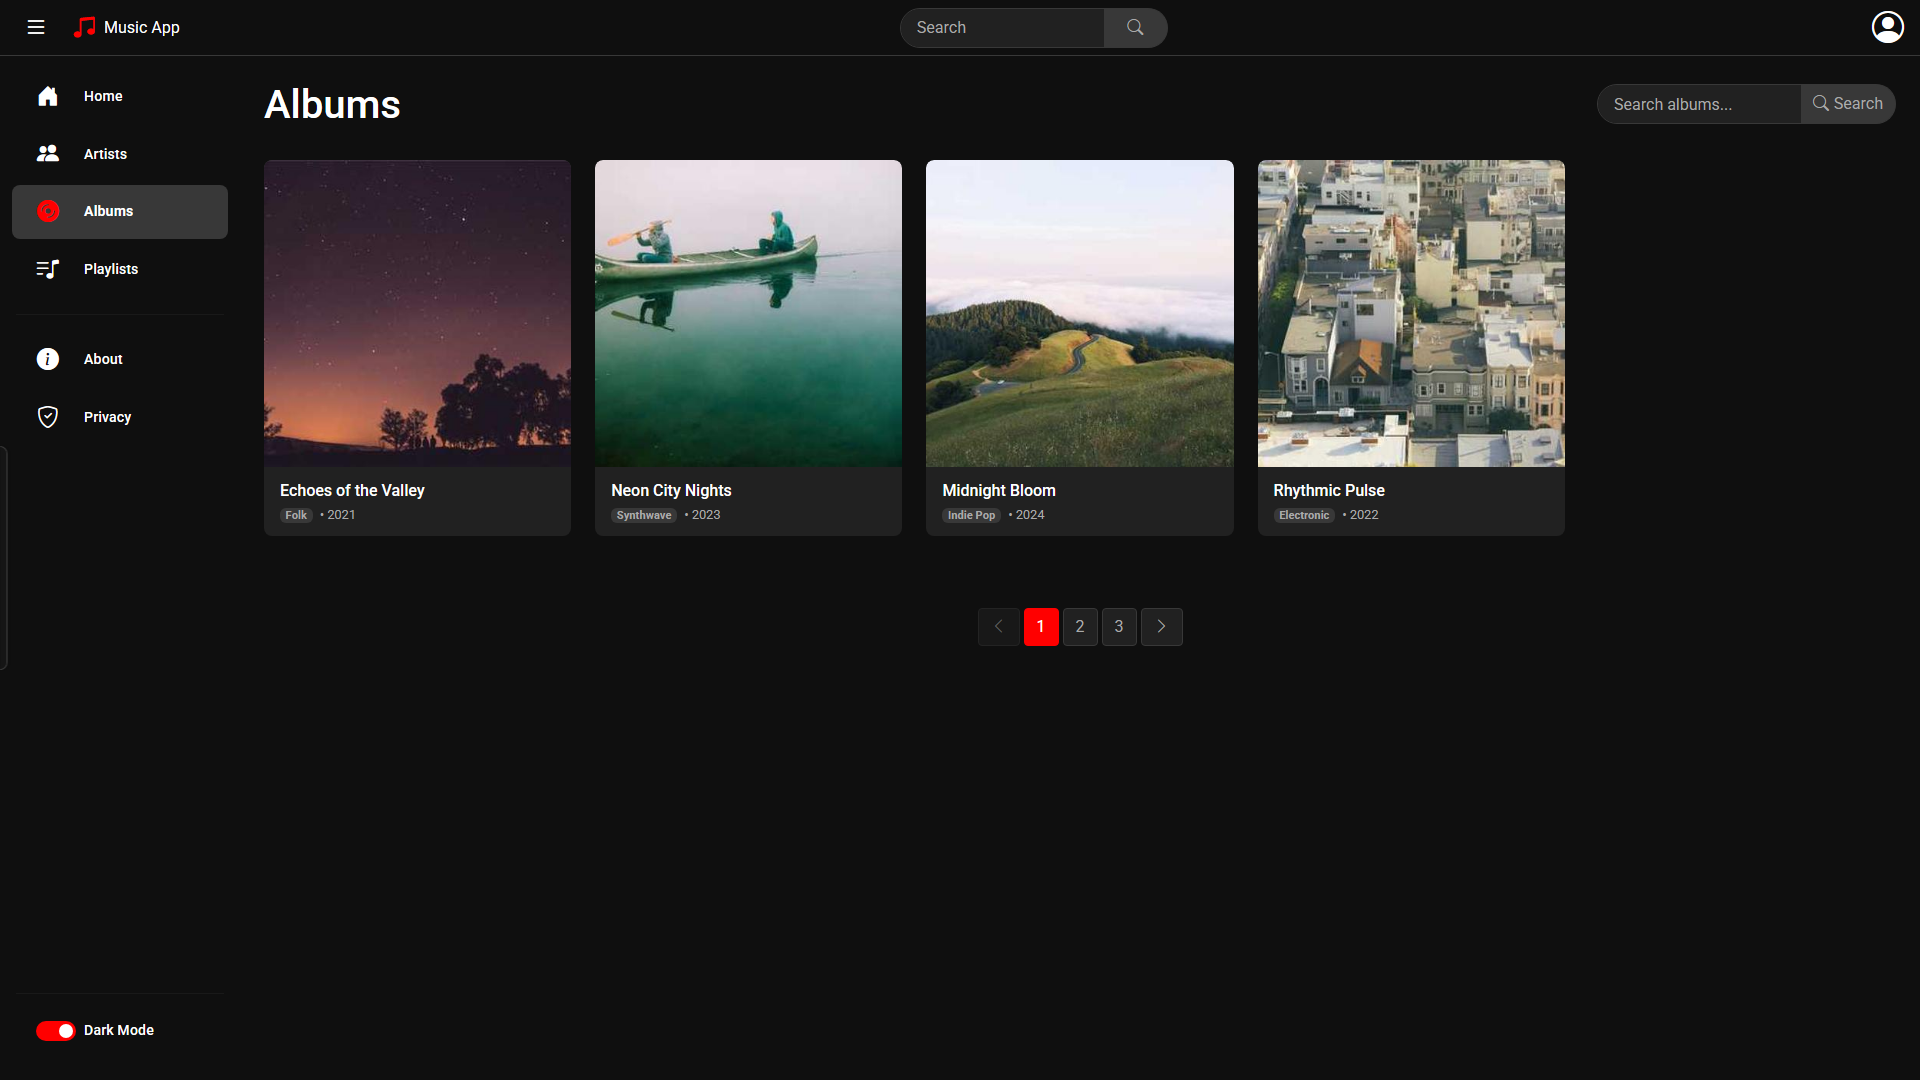 Music App
Search
Home
Artists
Albums
Playlists
About
Privacy
Dark Mode
Albums
Search albums...
Search
Echoes of the Valley
Folk • 2021
Neon City Nights
Synthwave • 2023
Midnight Bloom
Indie Pop • 2024
Rhythmic Pulse
Electronic • 2022
1 2 3